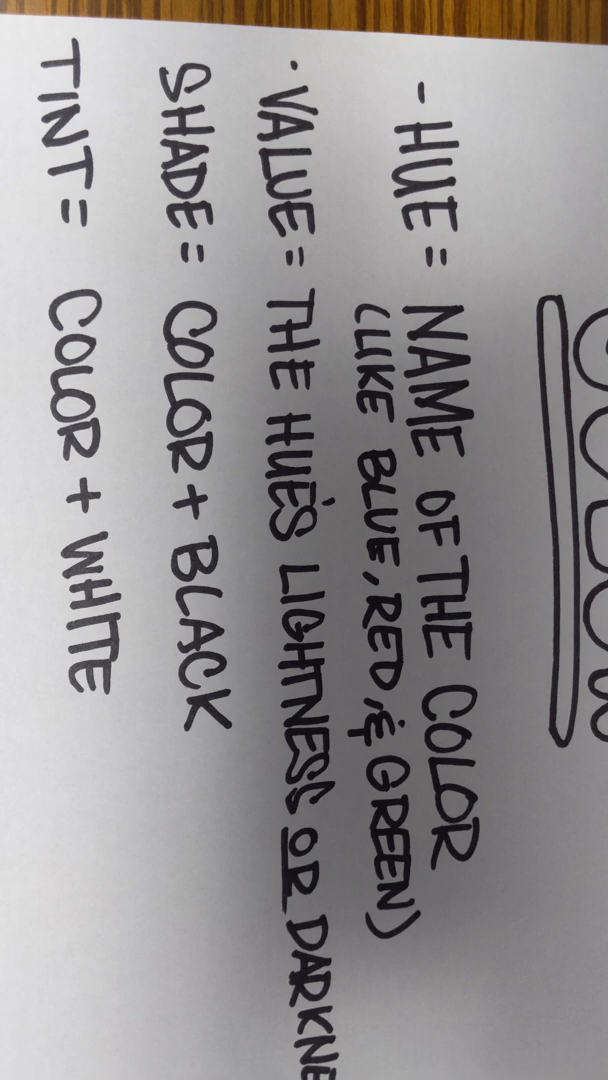 - HUE = NAME OF THE COLOR
(LIKE BLUE, RED, & GREEN)
· VALUE = THE HUE'S LIGHTNESS OR DARKNE
SHADE = COLOR + BLACK
TINT = COLOR + WHITE